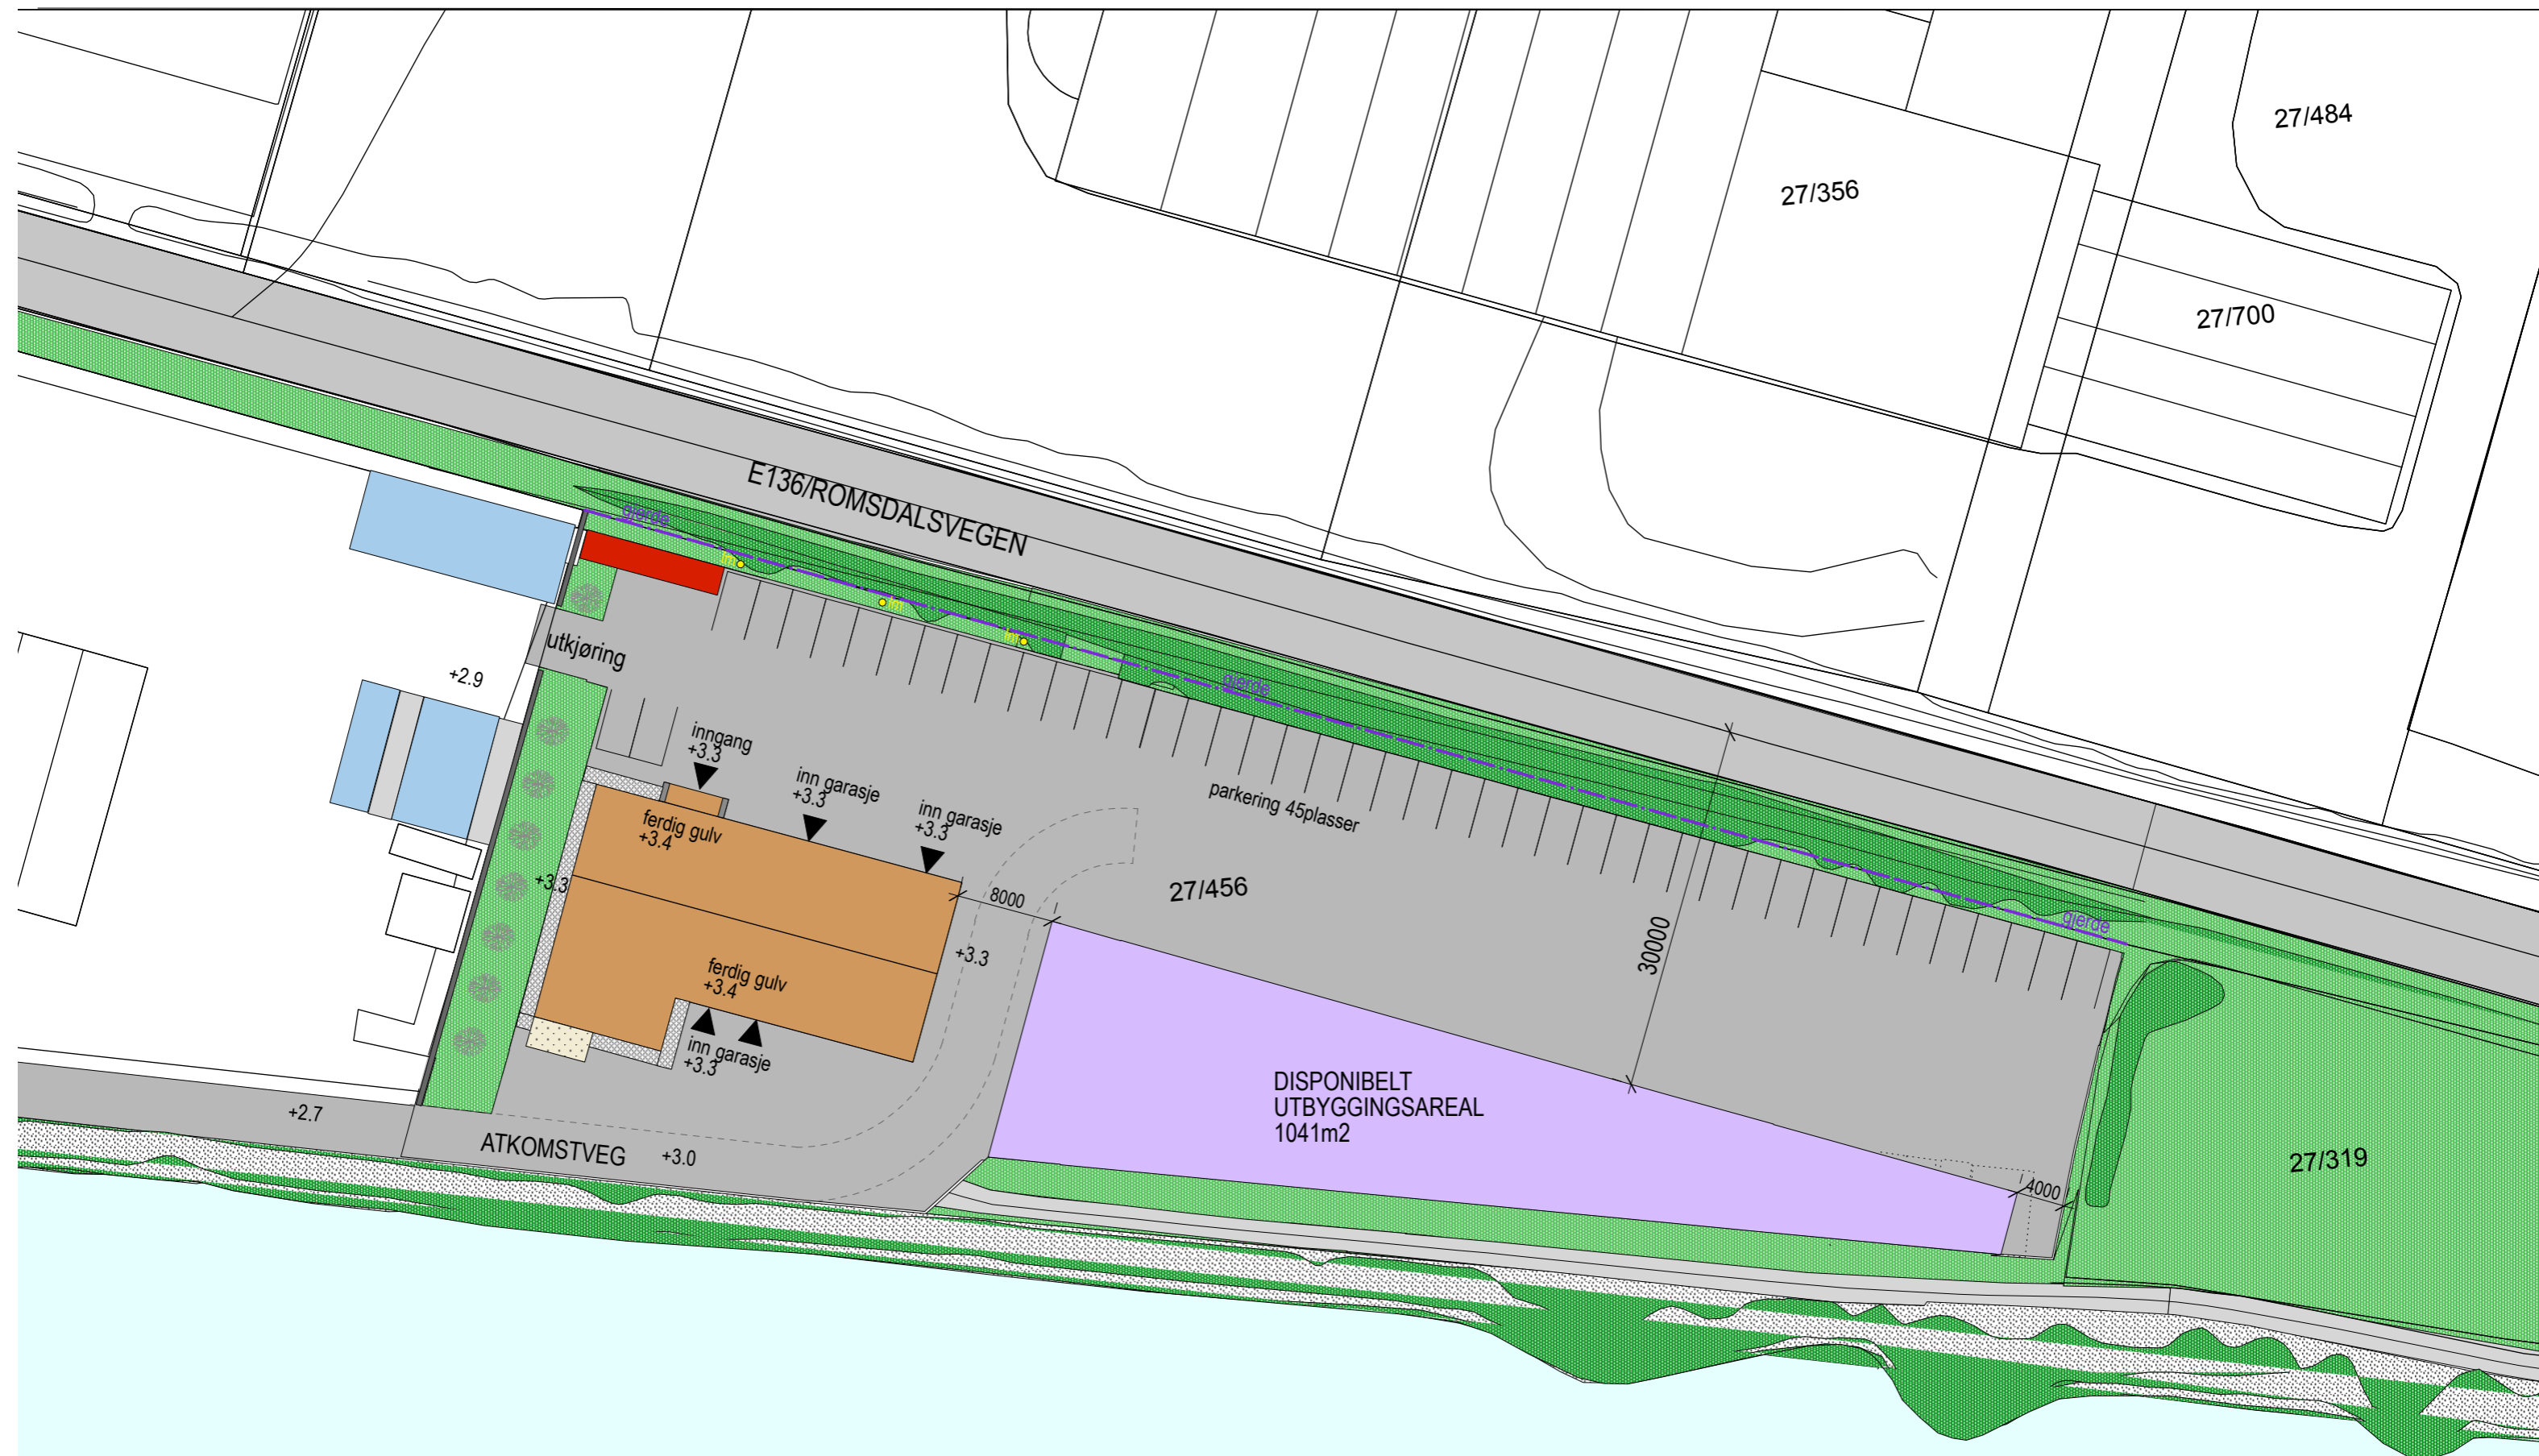 27/484
27/356
27/700
E136/ROMSDALSVEGEN
gjerde
fm
fm
fm
utkjøring
+2.9
gjerde
inngang
+3.3
inn garasje
+3.3
inn garasje
+3.3
parkering 45plasser
ferdig gulv
+3.4
+3.3
8000
27/456
gjerde
30000
+3.3
ferdig gulv
+3.4
inn garasje
+3.3
DISPONIBELT
UTBYGGINGSAREAL
1041m2
+2.7
ATKOMSTVEG
+3.0
27/319
4000